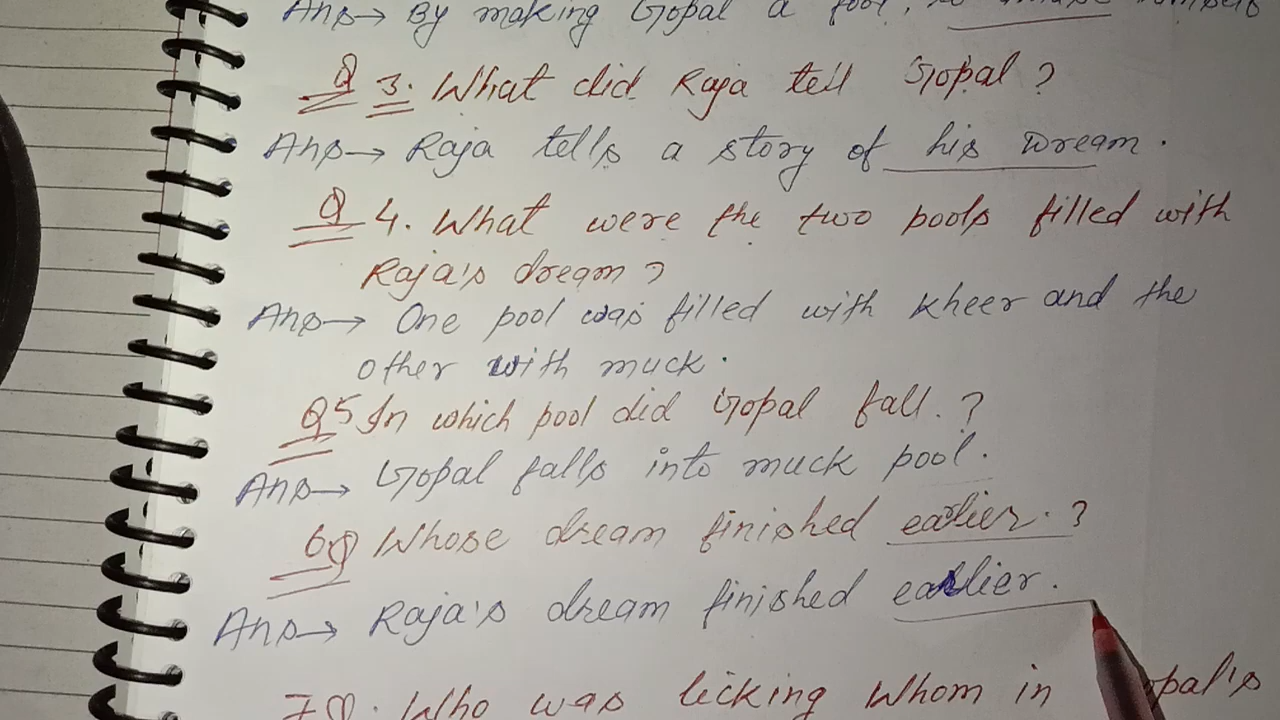 Ans → By making Gopal a fool,
Q 3. What did Raja tell Gopal ?
Ans → Raja tells a story of his Dream.
Q 4. What were the two pools filled with
Raja's dream ?
Ans → One pool was filled with kheer and the
other with muck.
Q5 In which pool did Gopal fall. ?
Ans → Gopal falls into muck pool.
6Q Whose dream finished earlier. ?
Ans → Raja's dream finished earlier.
7Q. Who was licking Whom in